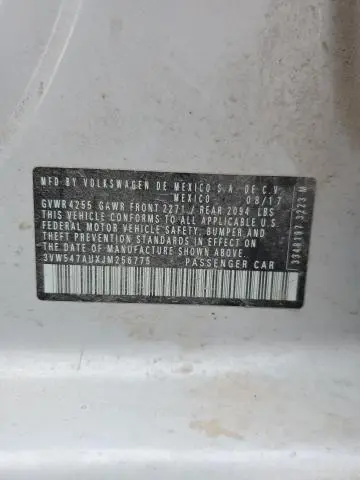 MFD BY VOLKSWAGEN DE MEXICO S.A. DE C.V.
MEXICO 08/17
GVWR4255 GAWR FRONT 2271 / REAR 2094 LBS
THIS VEHICLE CONFORMS TO ALL APPLICABLE U.S.
FEDERAL MOTOR VEHICLE SAFETY, BUMPER, AND
THEFT PREVENTION STANDARDS IN EFFECT ON THE
DATE OF MANUFACTURE SHOWN ABOVE.
3VW547AUXJM256775 PASSENGER CAR